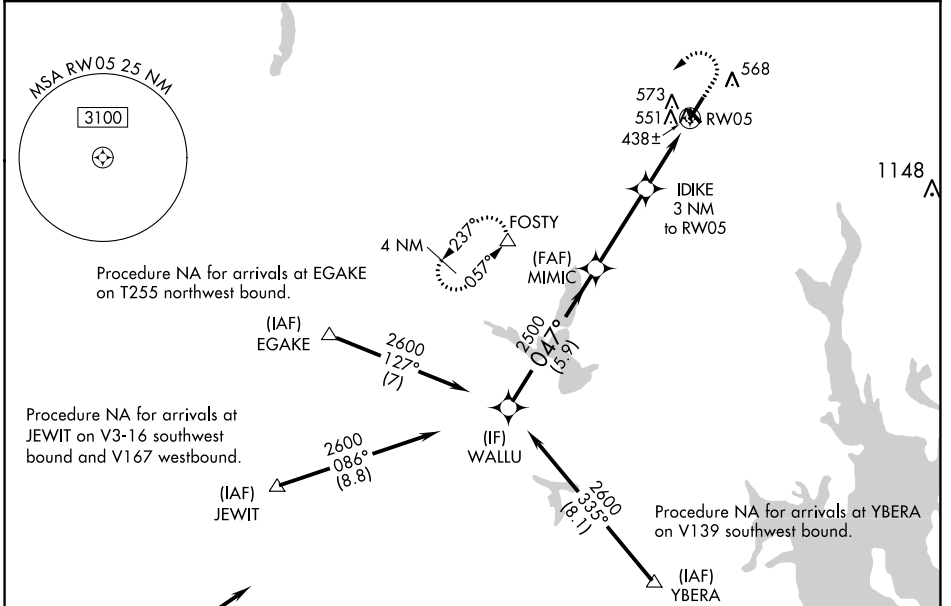 MSA RW05 25 NM
3100
568
573
551
RW05
438±
1148
IDIKE
3 NM
to RW05
FOSTY
4 NM
237°
057°
(FAF)
MIMIC
Procedure NA for arrivals at EGAKE
on T255 northwest bound.
(IAF)
EGAKE
2600
127°
(7)
2500
047°
(5.9)
Procedure NA for arrivals at
JEWIT on V3-16 southwest
bound and V167 westbound.
(IF)
WALLU
2600
086°
(8.8)
(IAF)
JEWIT
2600
335°
(8.1)
Procedure NA for arrivals at YBERA
on V139 southwest bound.
(IAF)
YBERA